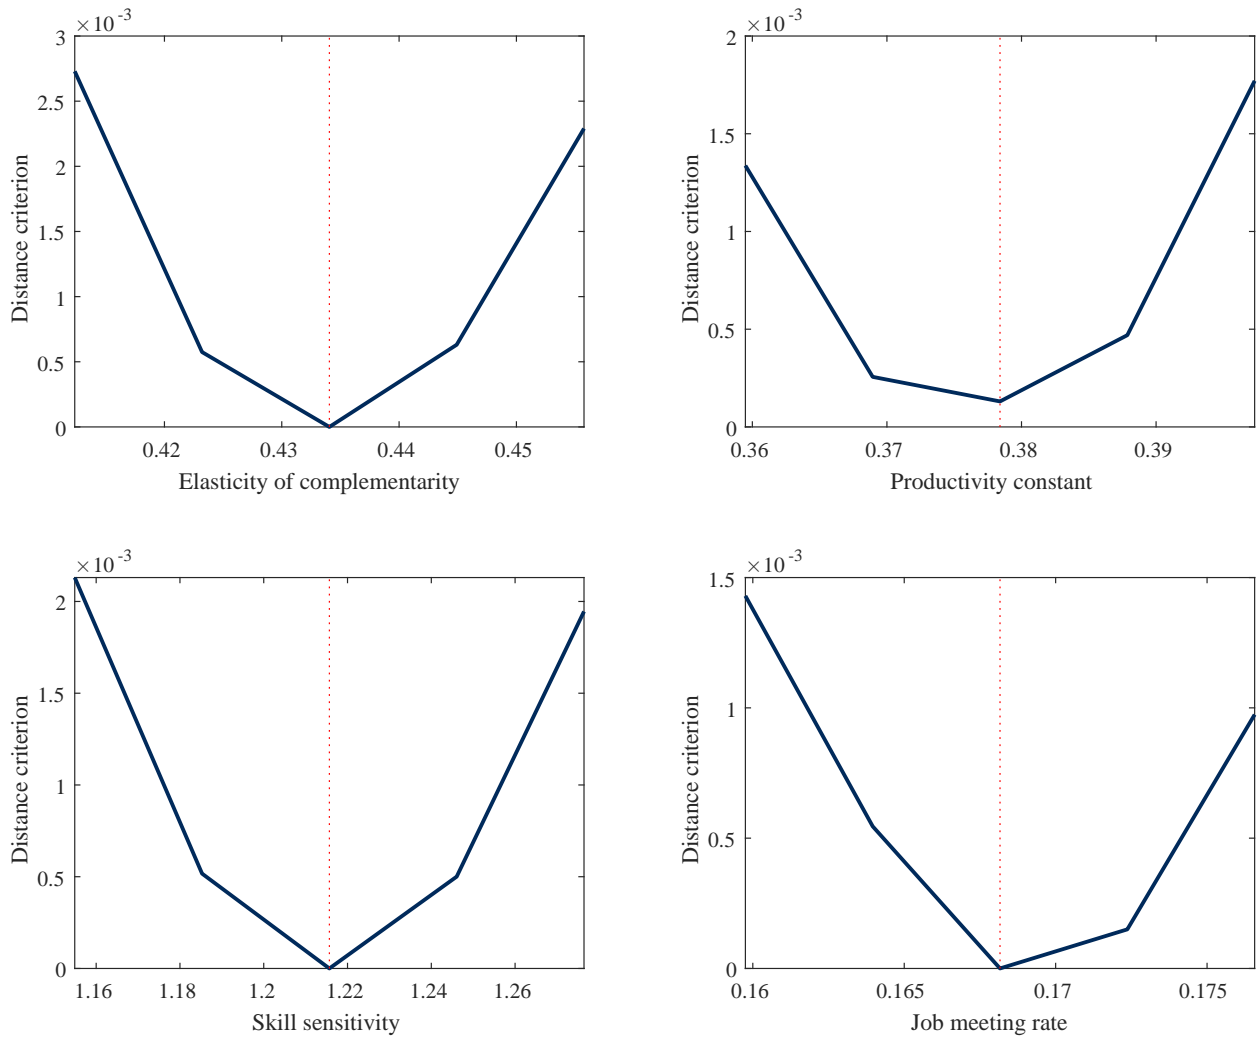 ×10^-3
3
2.5
2
1.5
1
0.5
0
Distance criterion
0.42 0.43 0.44 0.45
Elasticity of complementarity
×10^-3
2
1.5
1
0.5
0
Distance criterion
0.36 0.37 0.38 0.39
Productivity constant
×10^-3
2
1.5
1
0.5
0
Distance criterion
1.16 1.18 1.2 1.22 1.24 1.26
Skill sensitivity
×10^-3
1.5
1
0.5
0
Distance criterion
0.16 0.165 0.17 0.175
Job meeting rate